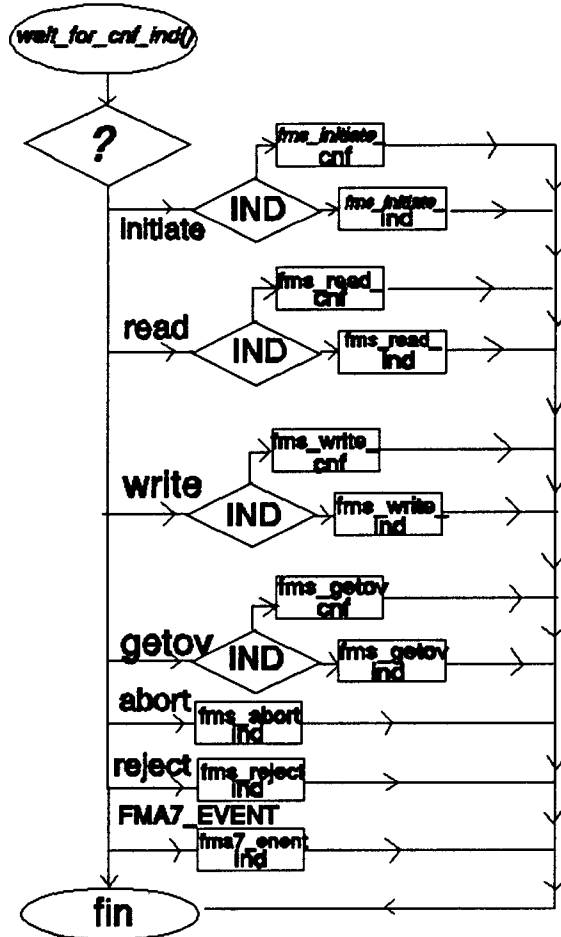 wait_for_cnf_ind()
?
fms_initiate_
cnf
IND
fms_initiate_
ind
initiate
fms_read_
cnf
read
IND
fms_read_
ind
fms_write_
cnf
write
IND
fms_write_
ind
fms_getov
cnf
getov
IND
fms_getov
ind
abort
fms_abort
ind
reject
fms_reject
ind
FMA7_EVENT
fma7_enent
ind
fin